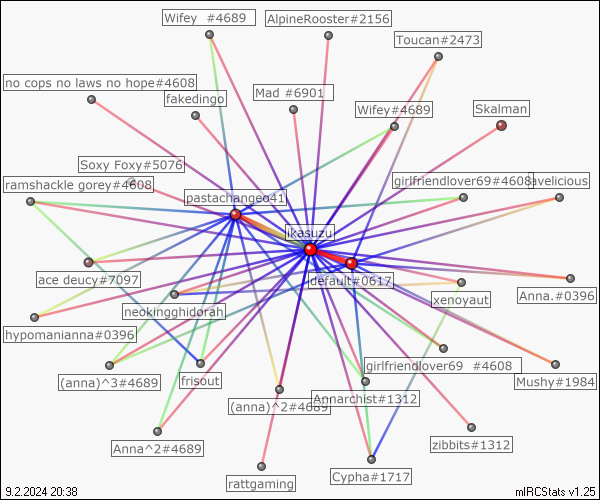 Wifey #4689
AlpineRooster#2156
Toucan#2473
no cops no laws no hope#4608
fakedingo
Mad #6901
Wifey#4689
Skalman
Soxy Foxy#5076
ramshackle gorey#4608
pastachangeo41
girlfriendlover69#4608
avelicious
ikasuzu
ace deucy#7097
default#0617
xenoyaut
Anna.#0396
neokingghidorah
hypomanianna#0396
girlfriendlover69 #4608
(anna)^3#4689
frisout
Mushy#1984
(anna)^2#4689
Annarchist#1312
Anna^2#4689
zibbits#1312
rattgaming
Cypha#1717
9.2.2024 20:38
mIRCStats v1.25